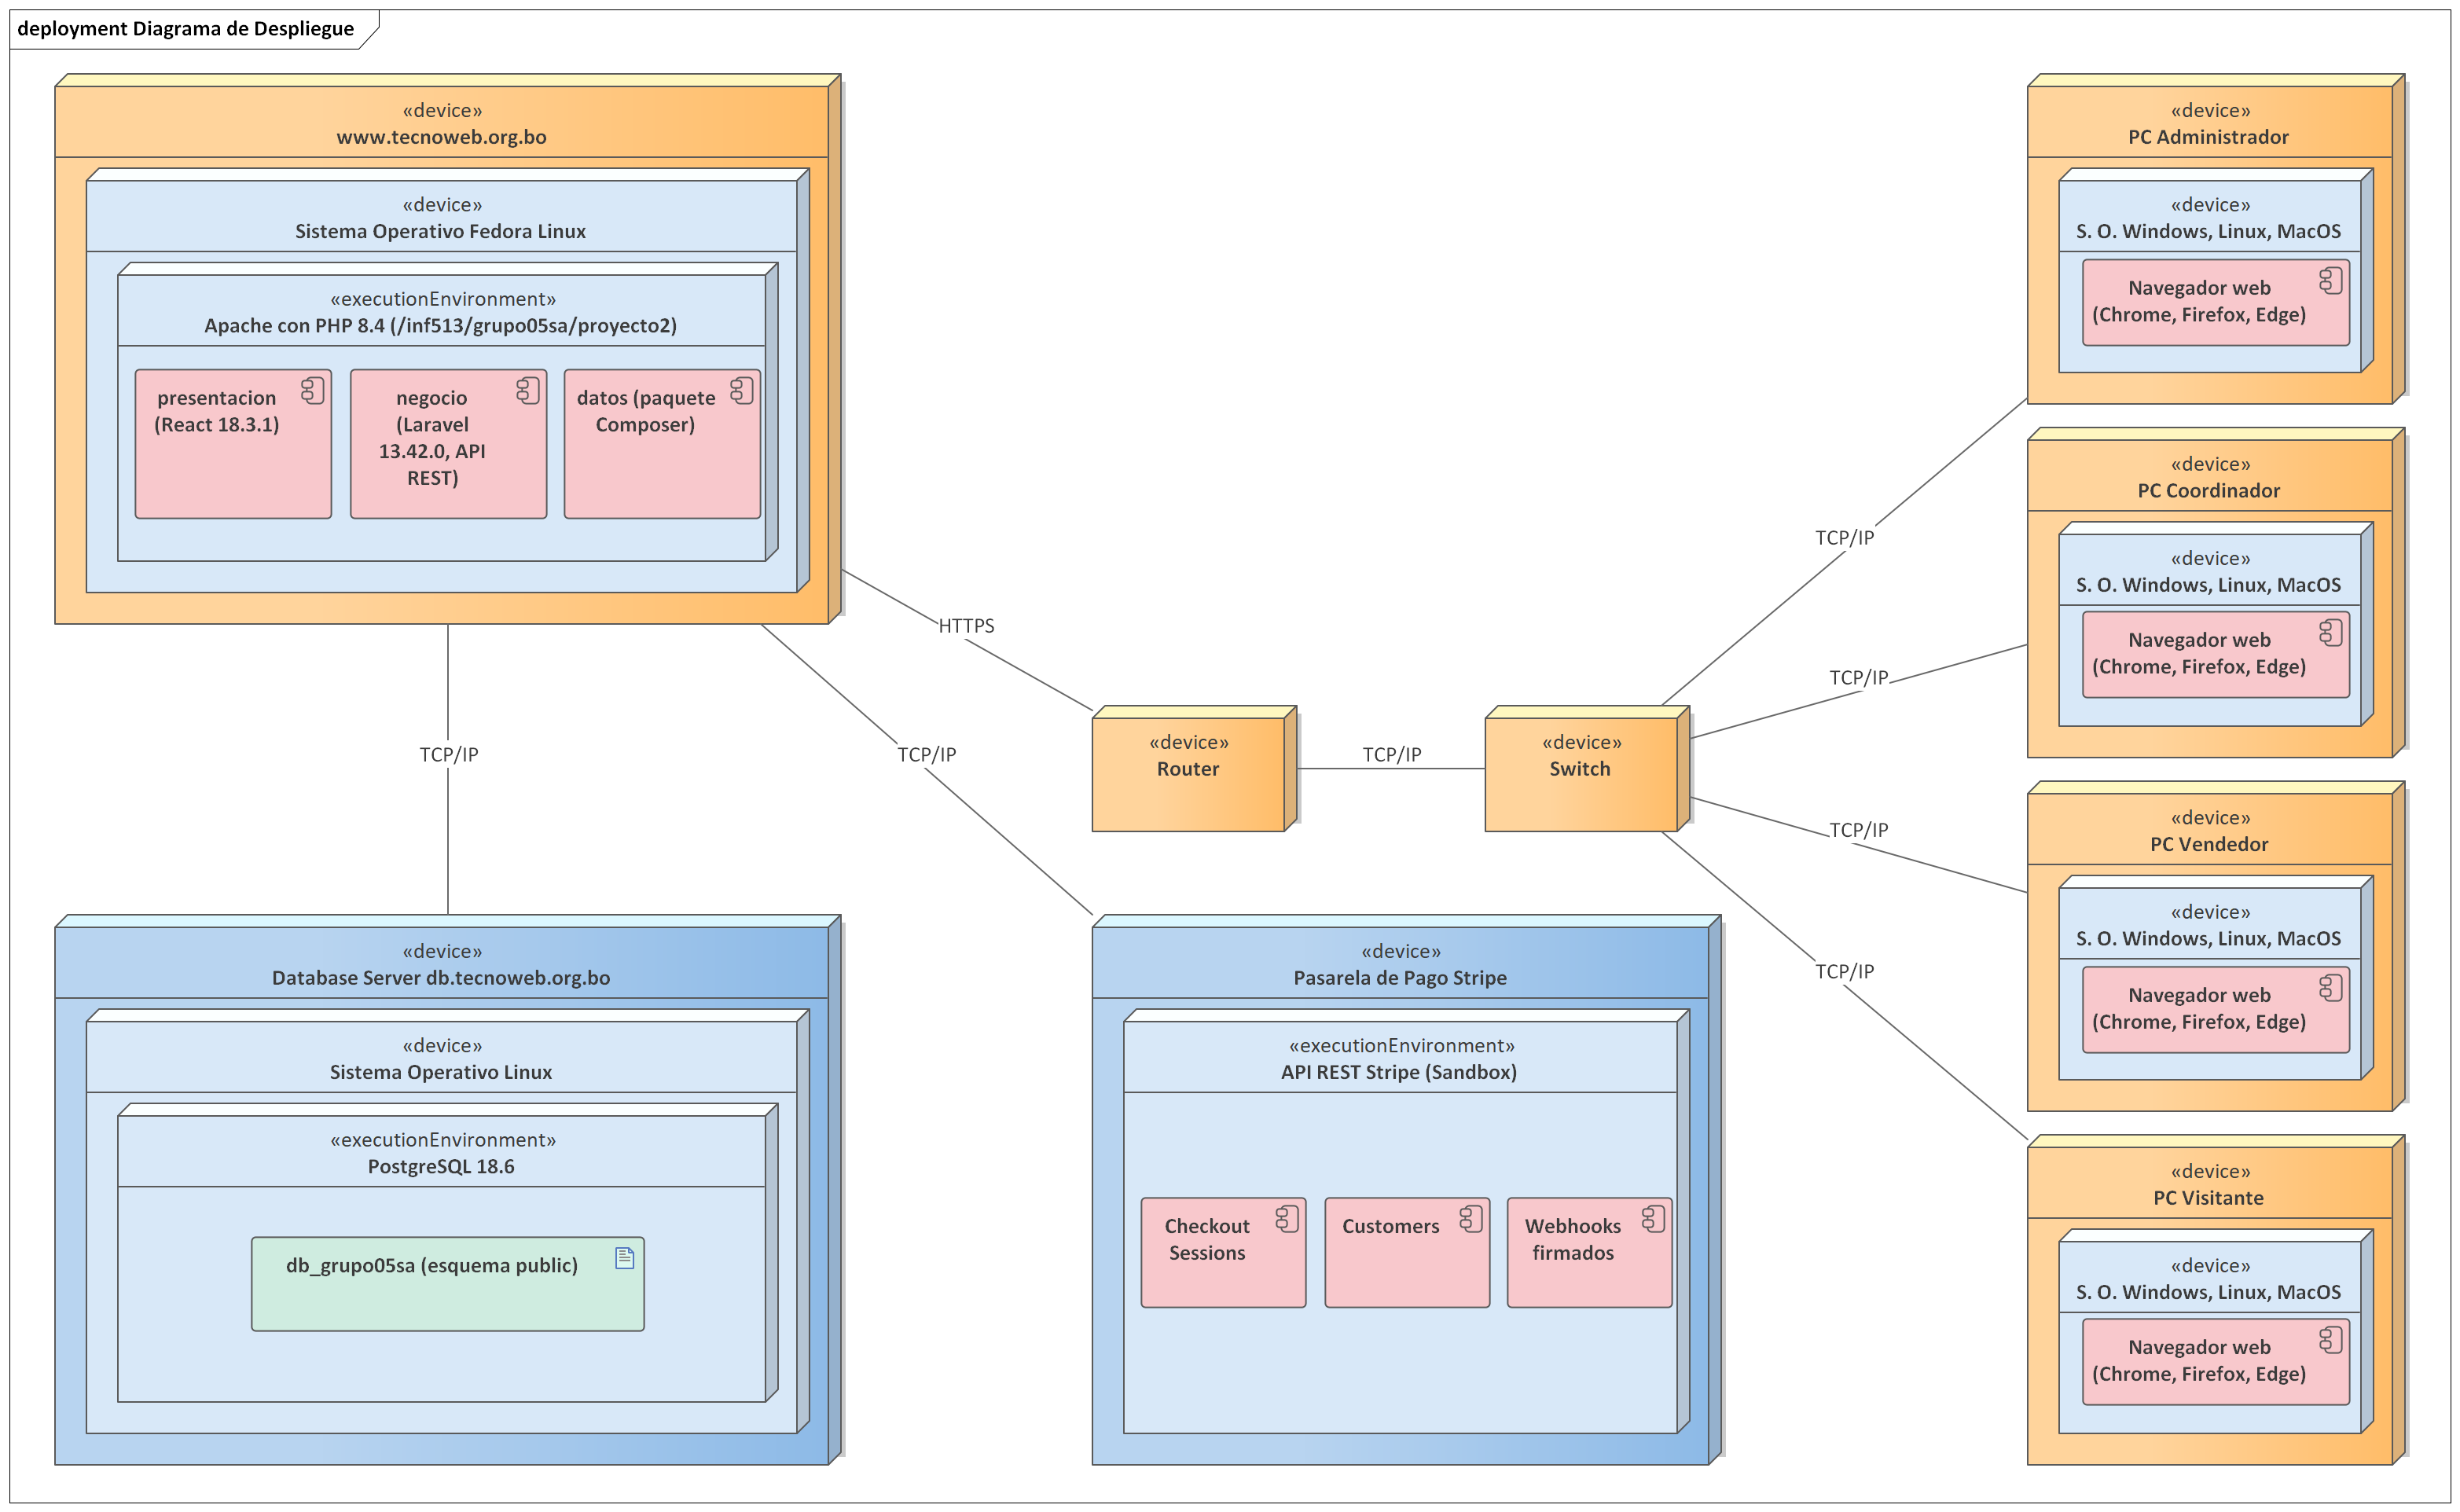 deployment Diagrama de Despliegue
«device»
www.tecnoweb.org.bo
«device»
Sistema Operativo Fedora Linux
«executionEnvironment»
Apache con PHP 8.4 (/inf513/grupo05sa/proyecto2)
presentacion
(React 18.3.1)
negocio
(Laravel
13.42.0, API
REST)
datos (paquete
Composer)
HTTPS
TCP/IP
TCP/IP
«device»
Router
TCP/IP
«device»
Switch
TCP/IP
TCP/IP
TCP/IP
TCP/IP
«device»
PC Administrador
«device»
S. O. Windows, Linux, MacOS
Navegador web
(Chrome, Firefox, Edge)
«device»
PC Coordinador
«device»
S. O. Windows, Linux, MacOS
Navegador web
(Chrome, Firefox, Edge)
«device»
PC Vendedor
«device»
S. O. Windows, Linux, MacOS
Navegador web
(Chrome, Firefox, Edge)
«device»
PC Visitante
«device»
S. O. Windows, Linux, MacOS
Navegador web
(Chrome, Firefox, Edge)
«device»
Database Server db.tecnoweb.org.bo
«device»
Sistema Operativo Linux
«executionEnvironment»
PostgreSQL 18.6
db_grupo05sa (esquema public)
«device»
Pasarela de Pago Stripe
«executionEnvironment»
API REST Stripe (Sandbox)
Checkout
Sessions
Customers
Webhooks
firmados